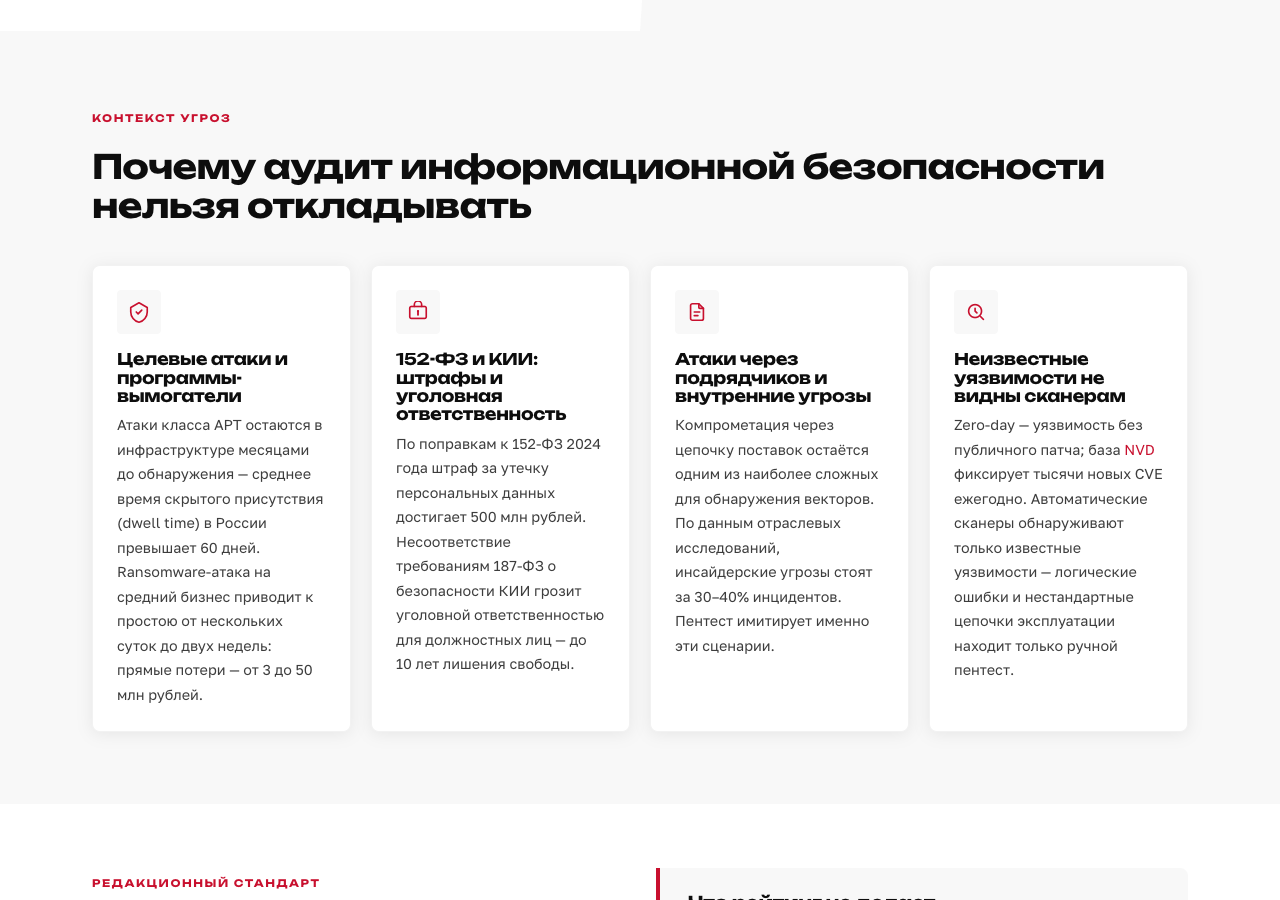 КОНТЕКСТ УГРОЗ
Почему аудит информационной безопасности
нельзя откладывать
Целевые атаки и
программы-
вымогатели
Атаки класса APT остаются в
инфраструктуре месяцами
до обнаружения — среднее
время скрытого присутствия
(dwell time) в России
превышает 60 дней.
Ransomware-атака на
средний бизнес приводит к
простою от нескольких
суток до двух недель:
прямые потери — от 3 до 50
млн рублей.
152-ФЗ и КИИ:
штрафы и
уголовная
ответственность
По поправкам к 152-ФЗ 2024
года штраф за утечку
персональных данных
достигает 500 млн рублей.
Несоответствие
требованиям 187-ФЗ о
безопасности КИИ грозит
уголовной ответственностью
для должностных лиц — до
10 лет лишения свободы.
Атаки через
подрядчиков и
внутренние угрозы
Компрометация через
цепочку поставок остаётся
одним из наиболее сложных
для обнаружения векторов.
По данным отраслевых
исследований,
инсайдерские угрозы стоят
за 30–40% инцидентов.
Пентест имитирует именно
эти сценарии.
Неизвестные
уязвимости не
видны сканерам
Zero-day — уязвимость без
публичного патча; база NVD
фиксирует тысячи новых CVE
ежегодно. Автоматические
сканеры обнаруживают
только известные
уязвимости — логические
ошибки и нестандартные
цепочки эксплуатации
находит только ручной
пентест.
РЕДАКЦИОННЫЙ СТАНДАРТ